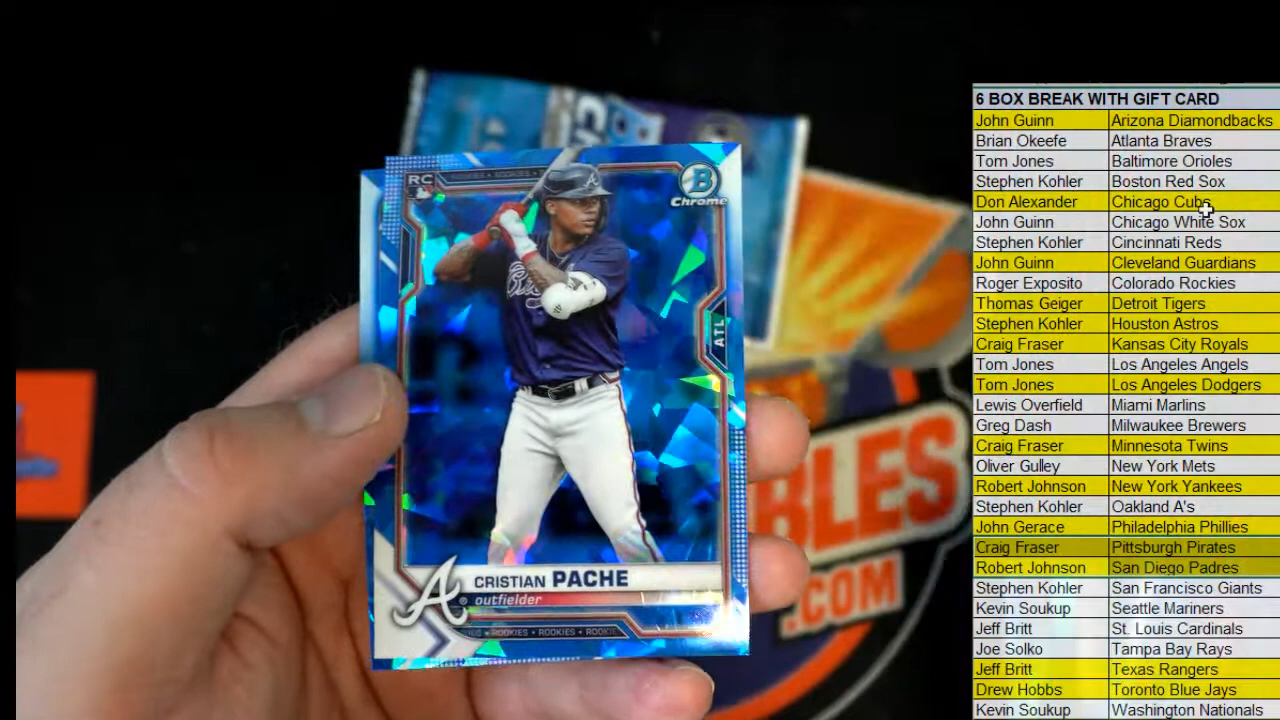 RC
B
Chrome
ATL
CRISTIAN PACHE
outfielder
ROOKIES • ROOKIES
BLES
.COM
6 BOX BREAK WITH GIFT CARD
John Guinn Arizona Diamondbacks
Brian Okeefe Atlanta Braves
Tom Jones Baltimore Orioles
Stephen Kohler Boston Red Sox
Don Alexander Chicago Cubs
John Guinn Chicago White Sox
Stephen Kohler Cincinnati Reds
John Guinn Cleveland Guardians
Roger Exposito Colorado Rockies
Thomas Geiger Detroit Tigers
Stephen Kohler Houston Astros
Craig Fraser Kansas City Royals
Tom Jones Los Angeles Angels
Tom Jones Los Angeles Dodgers
Lewis Overfield Miami Marlins
Greg Dash Milwaukee Brewers
Craig Fraser Minnesota Twins
Oliver Gulley New York Mets
Robert Johnson New York Yankees
Stephen Kohler Oakland A's
John Gerace Philadelphia Phillies
Craig Fraser Pittsburgh Pirates
Robert Johnson San Diego Padres
Stephen Kohler San Francisco Giants
Kevin Soukup Seattle Mariners
Jeff Britt St. Louis Cardinals
Joe Solko Tampa Bay Rays
Jeff Britt Texas Rangers
Drew Hobbs Toronto Blue Jays
Kevin Soukup Washington Nationals